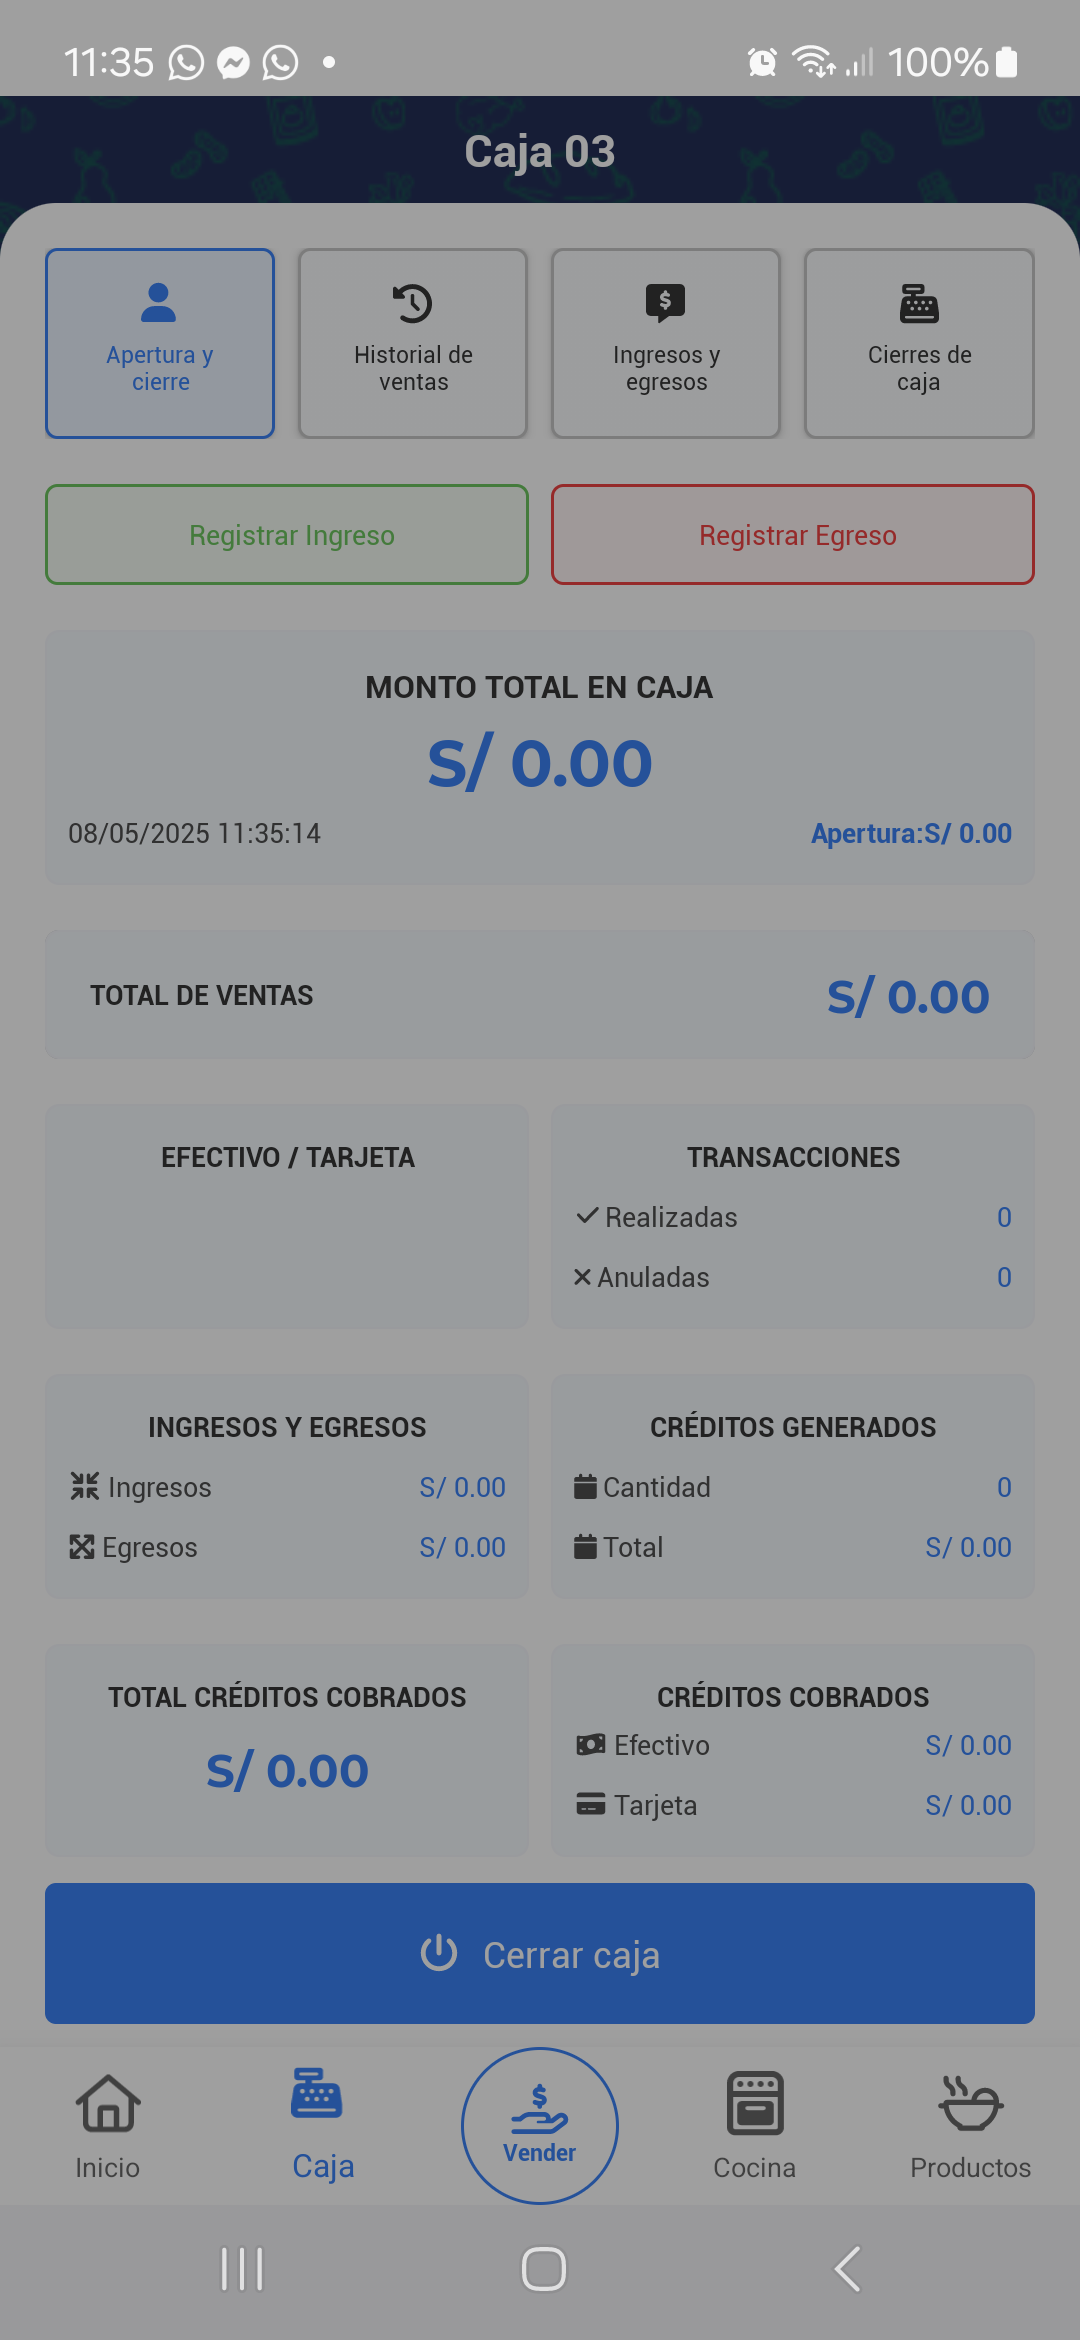 11:35
100%
Caja 03
Apertura y
cierre
Historial de
ventas
Ingresos y
egresos
Cierres de
caja
Registrar Ingreso
Registrar Egreso
MONTO TOTAL EN CAJA
S/ 0.00
08/05/2025 11:35:14
Apertura:S/ 0.00
TOTAL DE VENTAS
S/ 0.00
EFECTIVO / TARJETA
TRANSACCIONES
Realizadas 0
Anuladas 0
INGRESOS Y EGRESOS
Ingresos S/ 0.00
Egresos S/ 0.00
CRÉDITOS GENERADOS
Cantidad 0
Total S/ 0.00
TOTAL CRÉDITOS COBRADOS
S/ 0.00
CRÉDITOS COBRADOS
Efectivo S/ 0.00
Tarjeta S/ 0.00
Cerrar caja
Inicio
Caja
Vender
Cocina
Productos